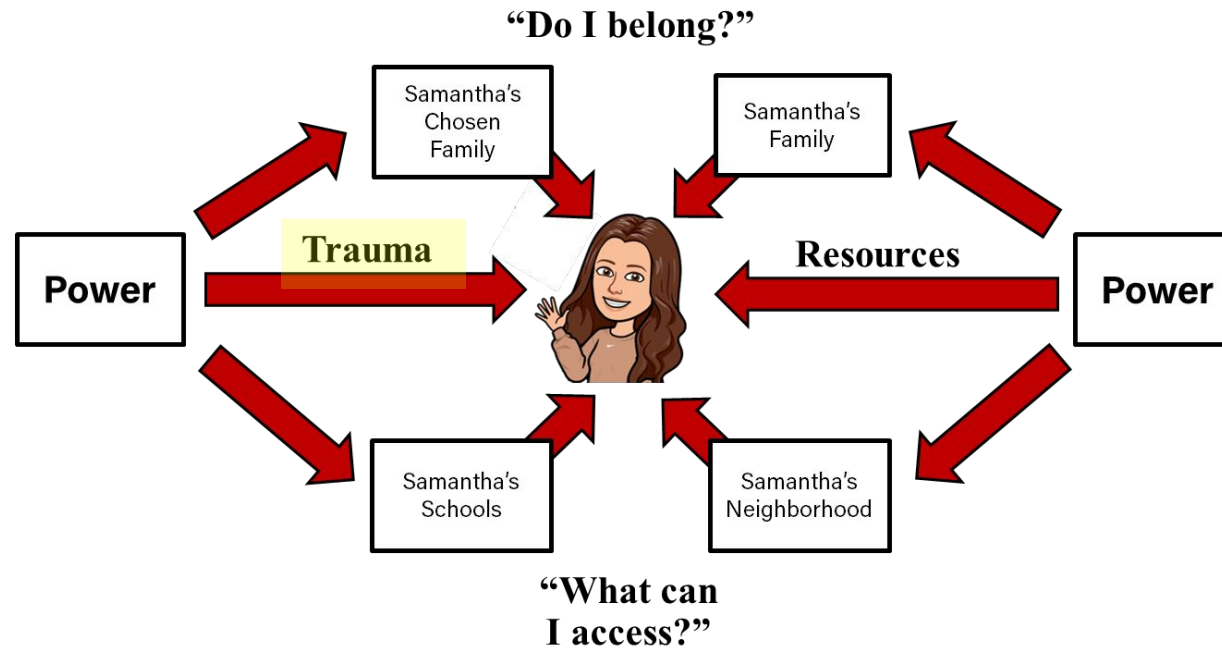 “Do I belong?”
Samantha’s
Chosen
Family
Samantha’s
Family
Trauma
Resources
Power
Power
Samantha’s
Schools
Samantha’s
Neighborhood
“What can
I access?”